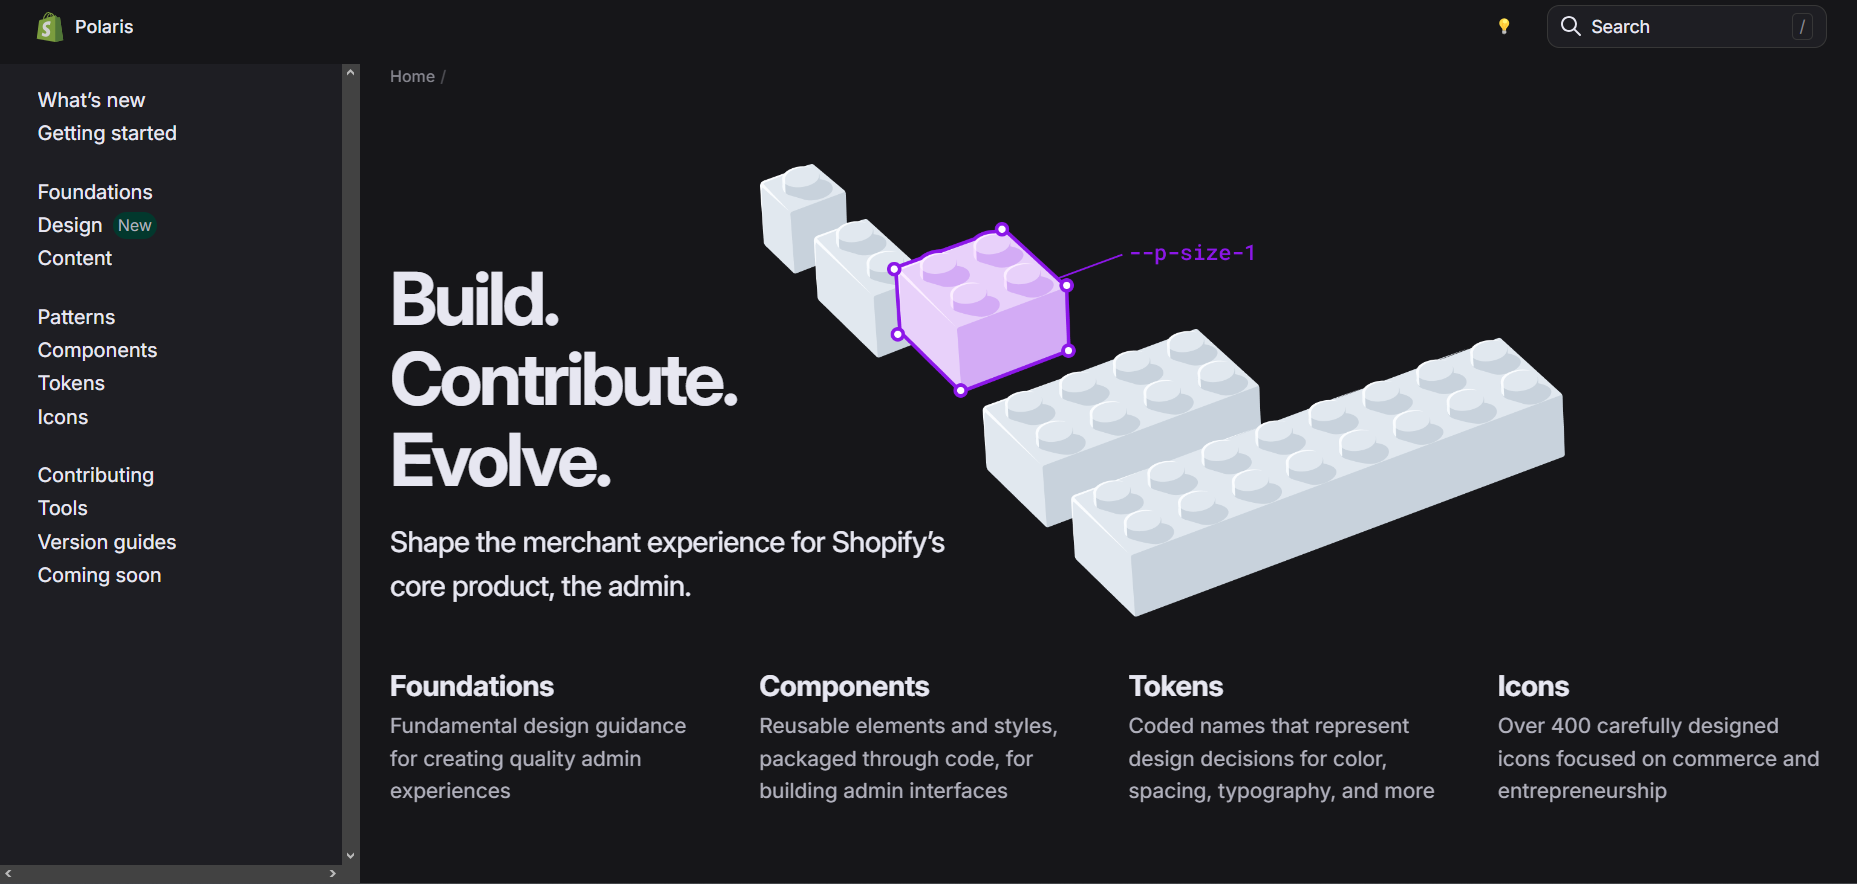 Polaris
Search
/
What’s new
Getting started
Foundations
Design New
Content
Patterns
Components
Tokens
Icons
Contributing
Tools
Version guides
Coming soon
Home /
--p-size-1
Build.
Contribute.
Evolve.
Shape the merchant experience for Shopify’s
core product, the admin.
Foundations
Fundamental design guidance
for creating quality admin
experiences
Components
Reusable elements and styles,
packaged through code, for
building admin interfaces
Tokens
Coded names that represent
design decisions for color,
spacing, typography, and more
Icons
Over 400 carefully designed
icons focused on commerce and
entrepreneurship